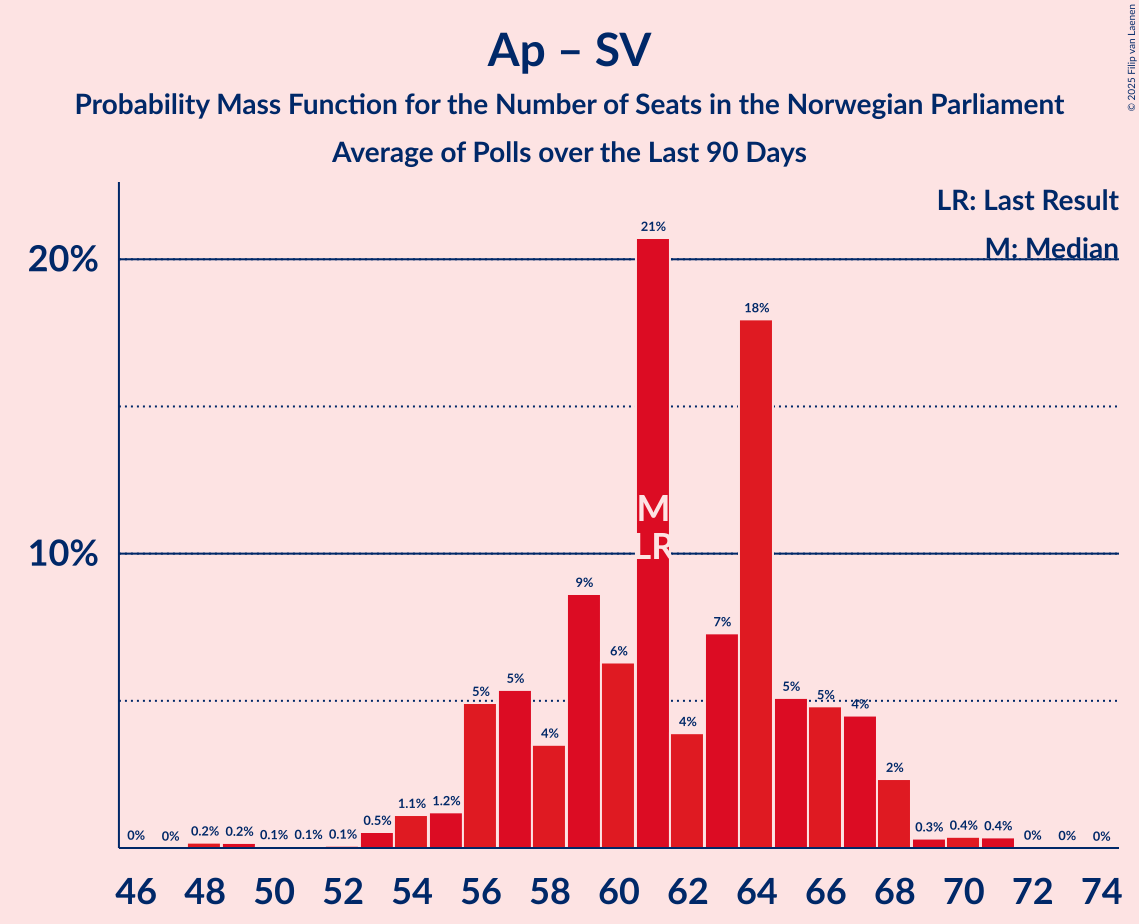 Ap – SV
Probability Mass Function for the Number of Seats in the Norwegian Parliament
Average of Polls over the Last 90 Days
© 2025 Filip van Laenen
LR: Last Result
M: Median
20%
10%
0% 0% 0.2% 0.2% 0.1% 0.1% 0.1% 0.5% 1.1% 1.2% 5% 5% 4% 9% 6% 21% 4% 7% 18% 5% 5% 4% 2% 0.3% 0.4% 0.4% 0% 0% 0%
M
LR
46 48 50 52 54 56 58 60 62 64 66 68 70 72 74